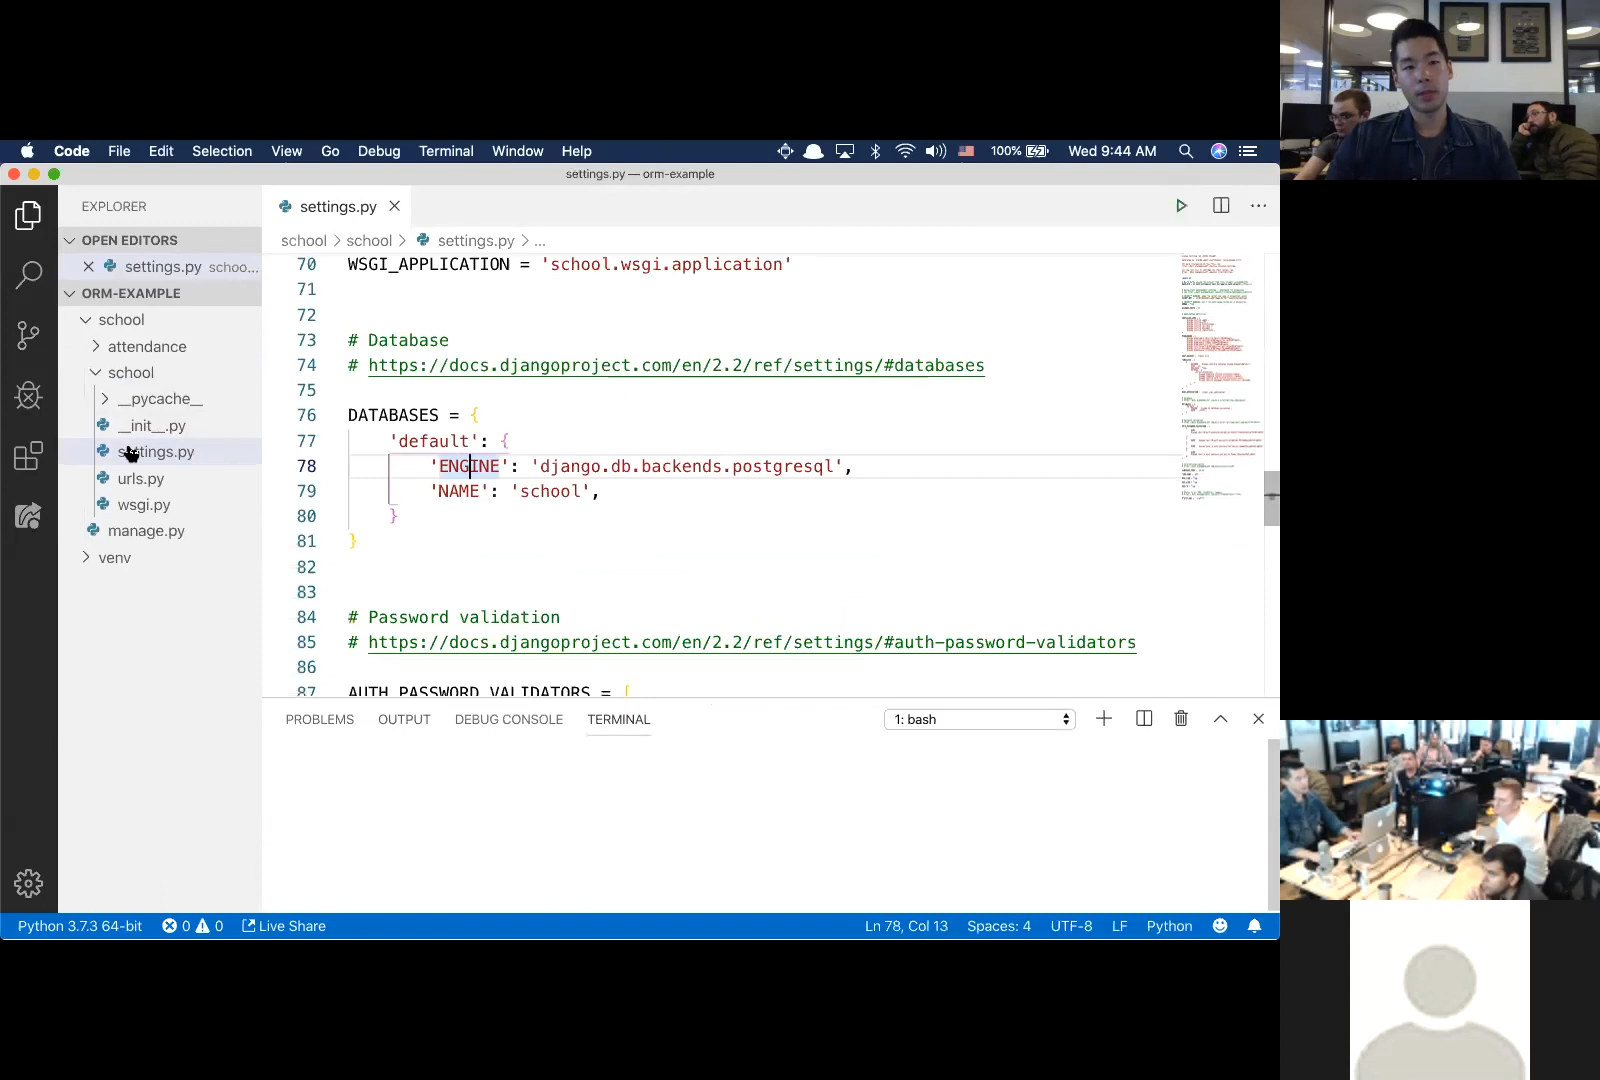 Code File Edit Selection View Go Debug Terminal Window Help 100% Wed 9:44 AM
settings.py — orm-example
EXPLORER
OPEN EDITORS
settings.py schoo...
ORM-EXAMPLE
school
attendance
school
__pycache__
__init__.py
settings.py
urls.py
wsgi.py
manage.py
venv
settings.py
school > school > settings.py > ...
70 WSGI_APPLICATION = 'school.wsgi.application'
71
72
73 # Database
74 # https://docs.djangoproject.com/en/2.2/ref/settings/#databases
75
76 DATABASES = {
77 'default': {
78 'ENGINE': 'django.db.backends.postgresql',
79 'NAME': 'school',
80 }
81 }
82
83
84 # Password validation
85 # https://docs.djangoproject.com/en/2.2/ref/settings/#auth-password-validators
86
87 AUTH_PASSWORD_VALIDATORS = [
PROBLEMS OUTPUT DEBUG CONSOLE TERMINAL 1: bash
Python 3.7.3 64-bit 0 0 Live Share Ln 78, Col 13 Spaces: 4 UTF-8 LF Python